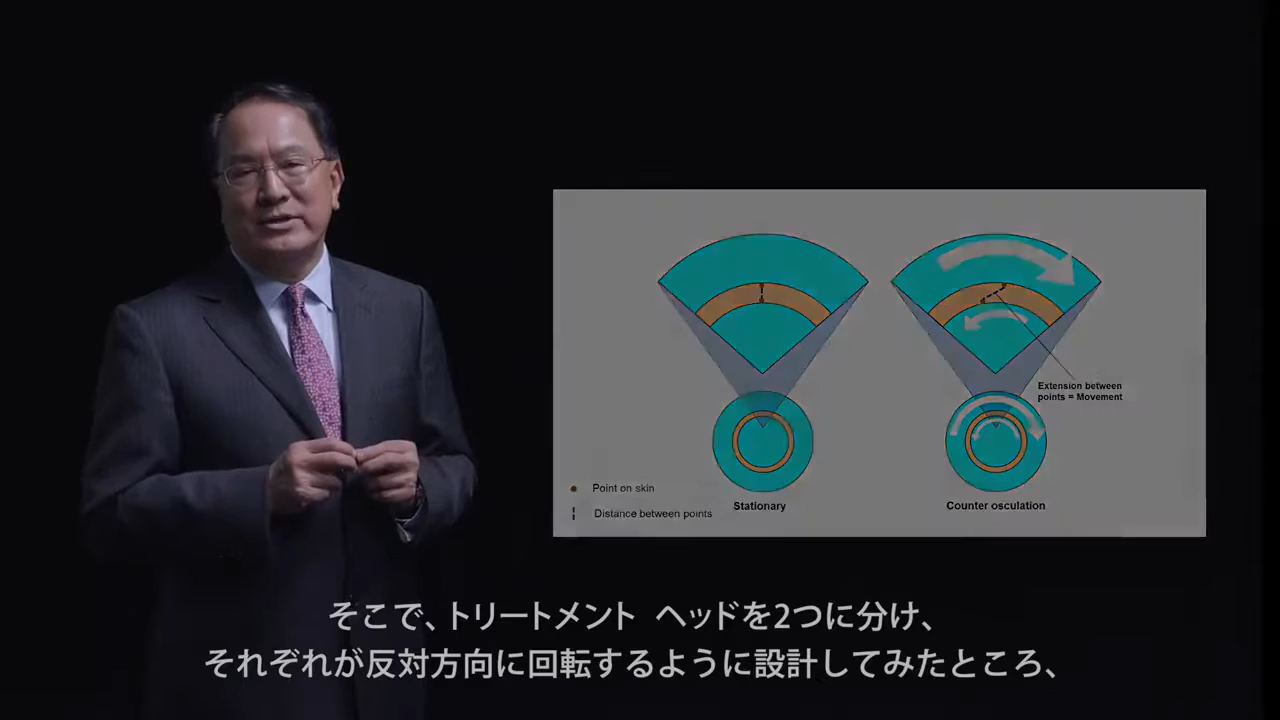 Extension between
points = Movement
Point on skin
Distance between points
Stationary
Counter osculation
そこで、トリートメント ヘッドを2つに分け、
それぞれが反対方向に回転するように設計してみたところ、